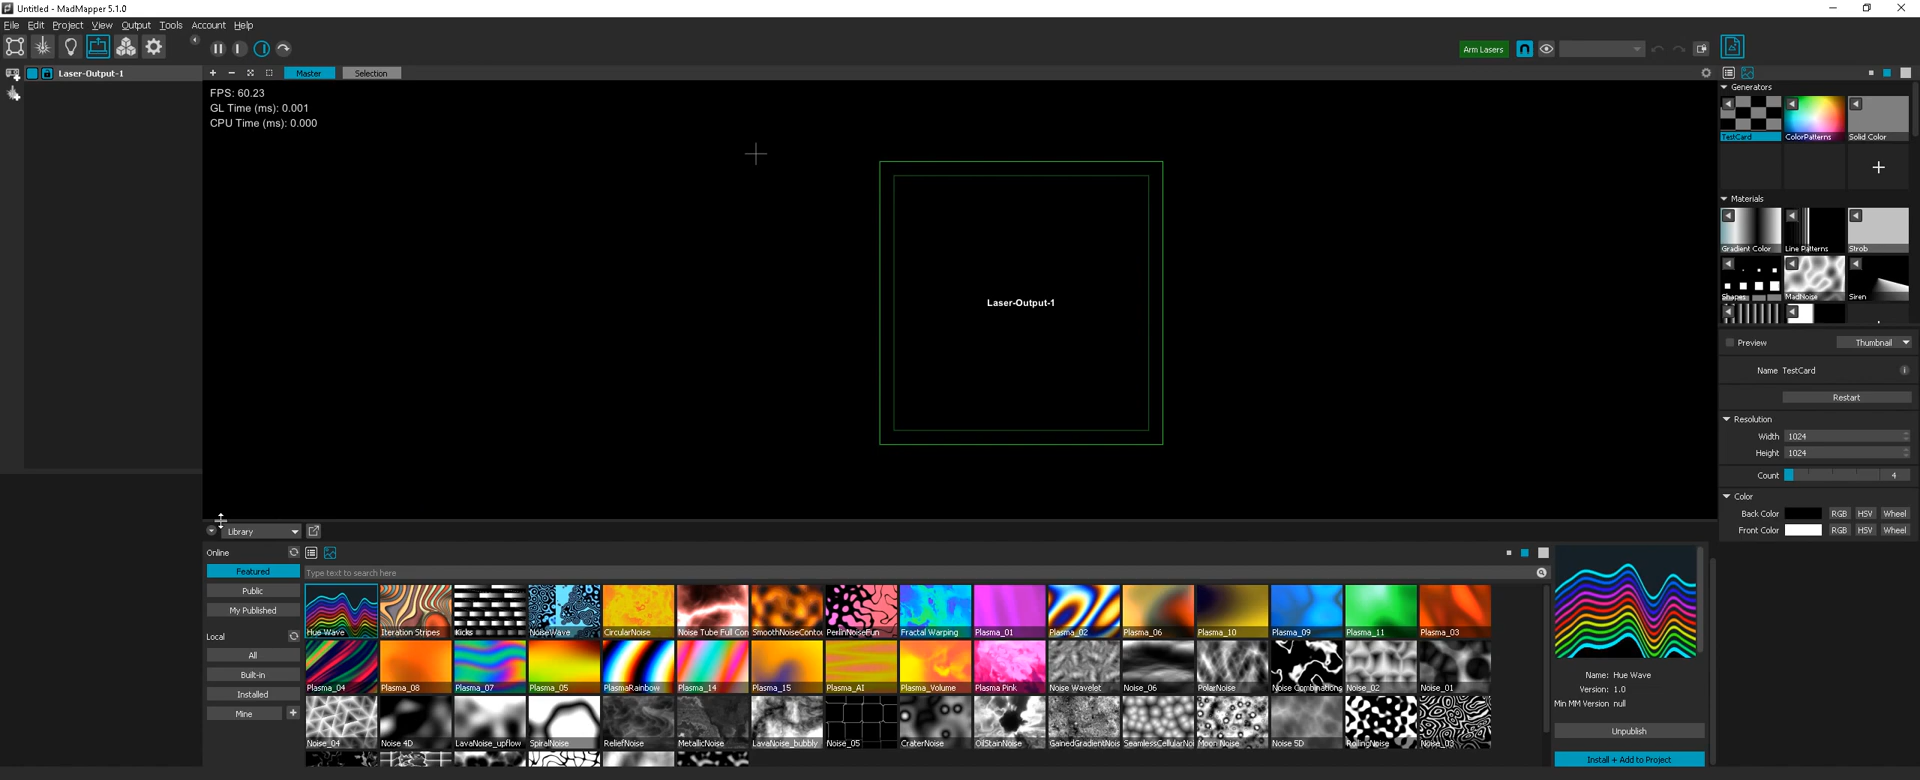 Untitled - MadMapper 5.1.0
File Edit Project View Output Tools Account Help
Arm Lasers
Laser-Output-1
Master Selection
FPS: 60.23
GL Time (ms): 0.001
CPU Time (ms): 0.000
Laser-Output-1
Generators
TestCard ColorPatterns Solid Color
Materials
Gradient Color Line Patterns Strob
Shapes MadNoise Siren
Preview Thumbnail
Name TestCard
Restart
Resolution
Width 1024
Height 1024
Count 4
Color
Back Color RGB HSV Wheel
Front Color RGB HSV Wheel
Library
Online
Featured
Public
My Published
Local
All
Built-in
Installed
Mine
Type text to search here
Hue Wave Iteration Stripes Kicks NoiseWave CircularNoise Noise Tube Full Con SmoothNoiseContou PerlinNoiseFun Fractal Warping Plasma_01 Plasma_02 Plasma_06 Plasma_10 Plasma_09 Plasma_11 Plasma_03
Plasma_04 Plasma_08 Plasma_07 Plasma_05 PlasmaRainbow Plasma_14 Plasma_15 Plasma_AI Plasma_Volume Plasma Pink Noise Wavelet Noise_06 PolarNoise Noise Combinations Noise_02 Noise_01
Noise_04 Noise 4D LavaNoise_upflow SpiralNoise ReliefNoise MetallicNoise LavaNoise_bubbly Noise_05 CraterNoise OilStainNoise GainedGradientNois SeamlessCellularNoi Moon Noise Noise 5D RollingNoise Noise_03
Name: Hue Wave
Version: 1.0
Min MM Version null
Unpublish
Install + Add to Project